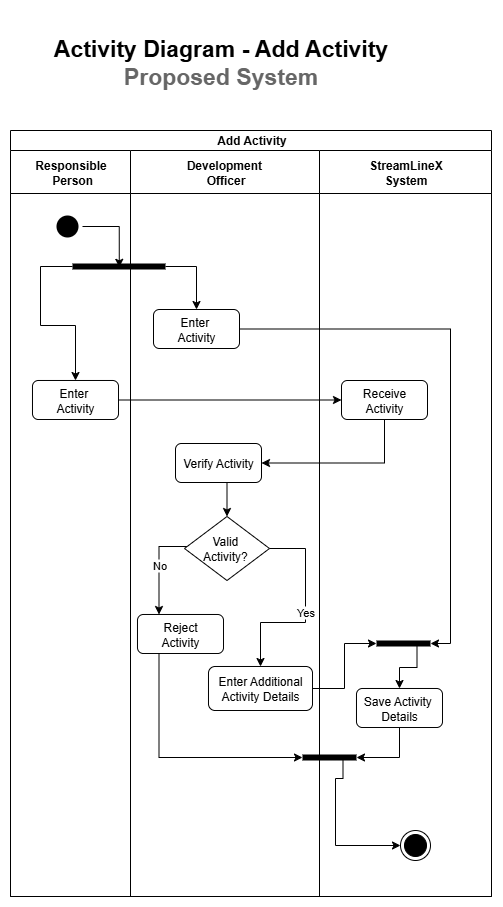 Activity Diagram - Add Activity
Proposed System
Add Activity
Responsible
Person
Development
Officer
StreamLineX
System
Enter
Activity
Enter
Activity
Receive
Activity
Verify Activity
Valid
Activity?
No
Yes
Reject
Activity
Enter Additional
Activity Details
Save Activity
Details